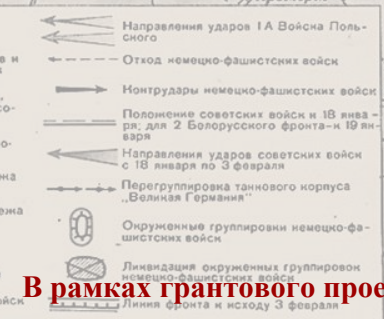 Направления ударов 1А Войска Поль-
ского
Отход немецко-фашистских войск
Контрудары немецко-фашистских войск
Положение советских войск к 18 янва-
ря; для 2 Белорусского фронта-к 19 ян-
варя
Направления ударов советских войск
с 18 января по 3 февраля
Перегруппировка танкового корпуса
„Великая Германия"
Окруженные группировки немецко-фа-
шистских войск
Ликвидация окруженных группировок
немецко-фашистских войск
В рамках грантового прое
Линия фронта к исходу 3 февраля